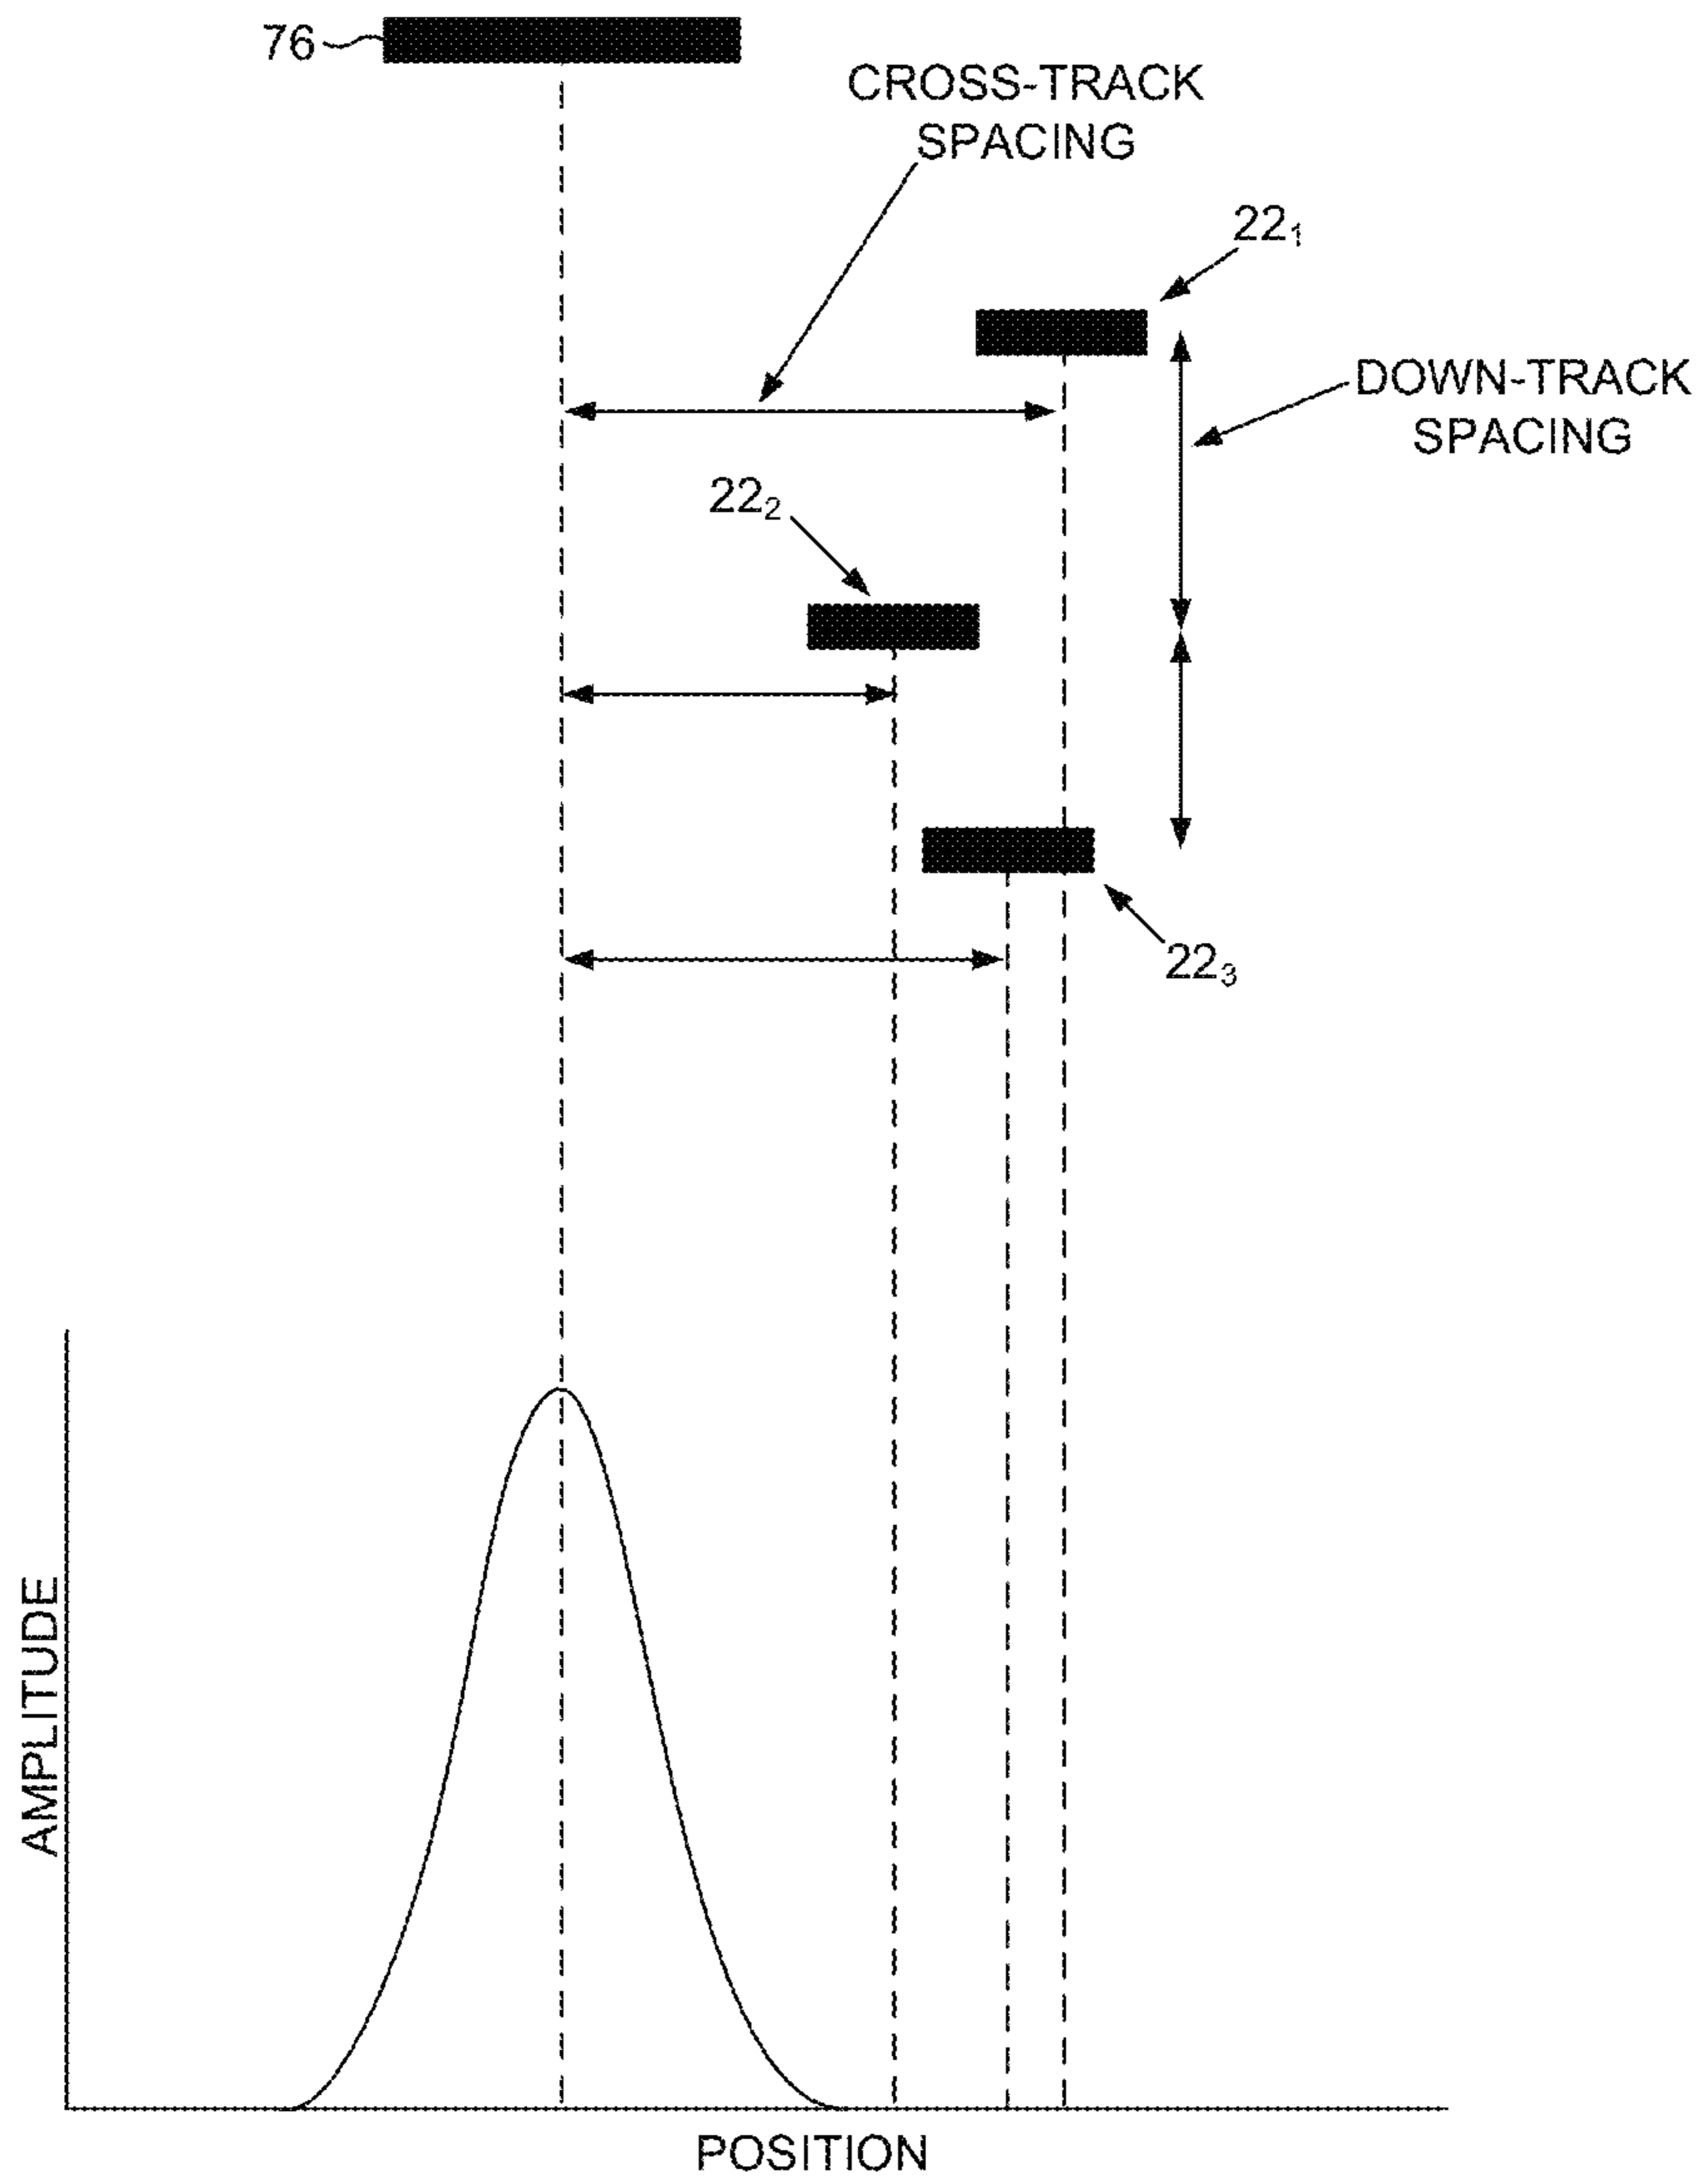 76
CROSS-TRACK
SPACING
22₁
DOWN-TRACK
SPACING
22₂
22₃
AMPLITUDE
POSITION